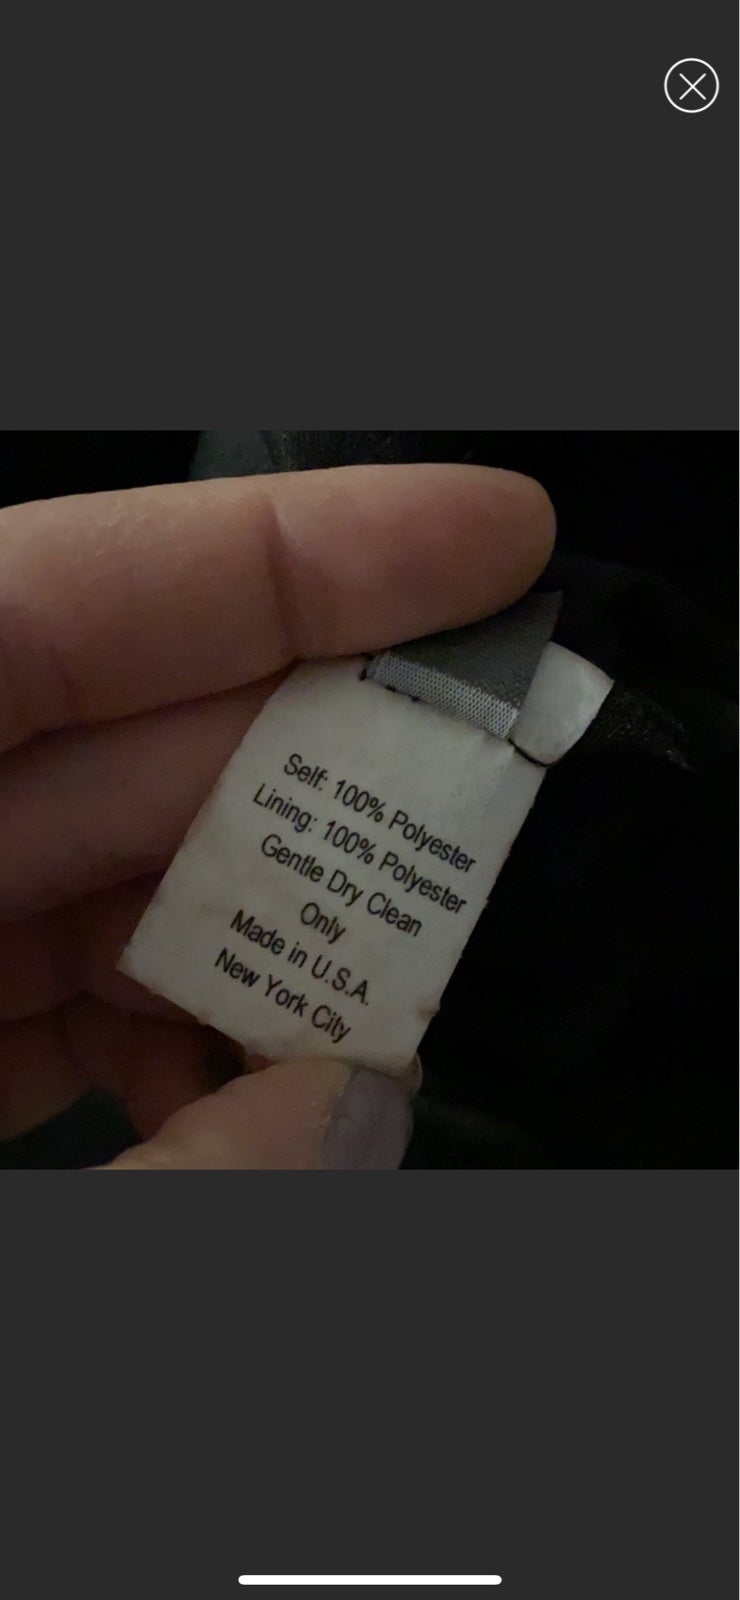 Self: 100% Polyester
Lining: 100% Polyester
Gentle Dry Clean
Only
Made in U.S.A.
New York City